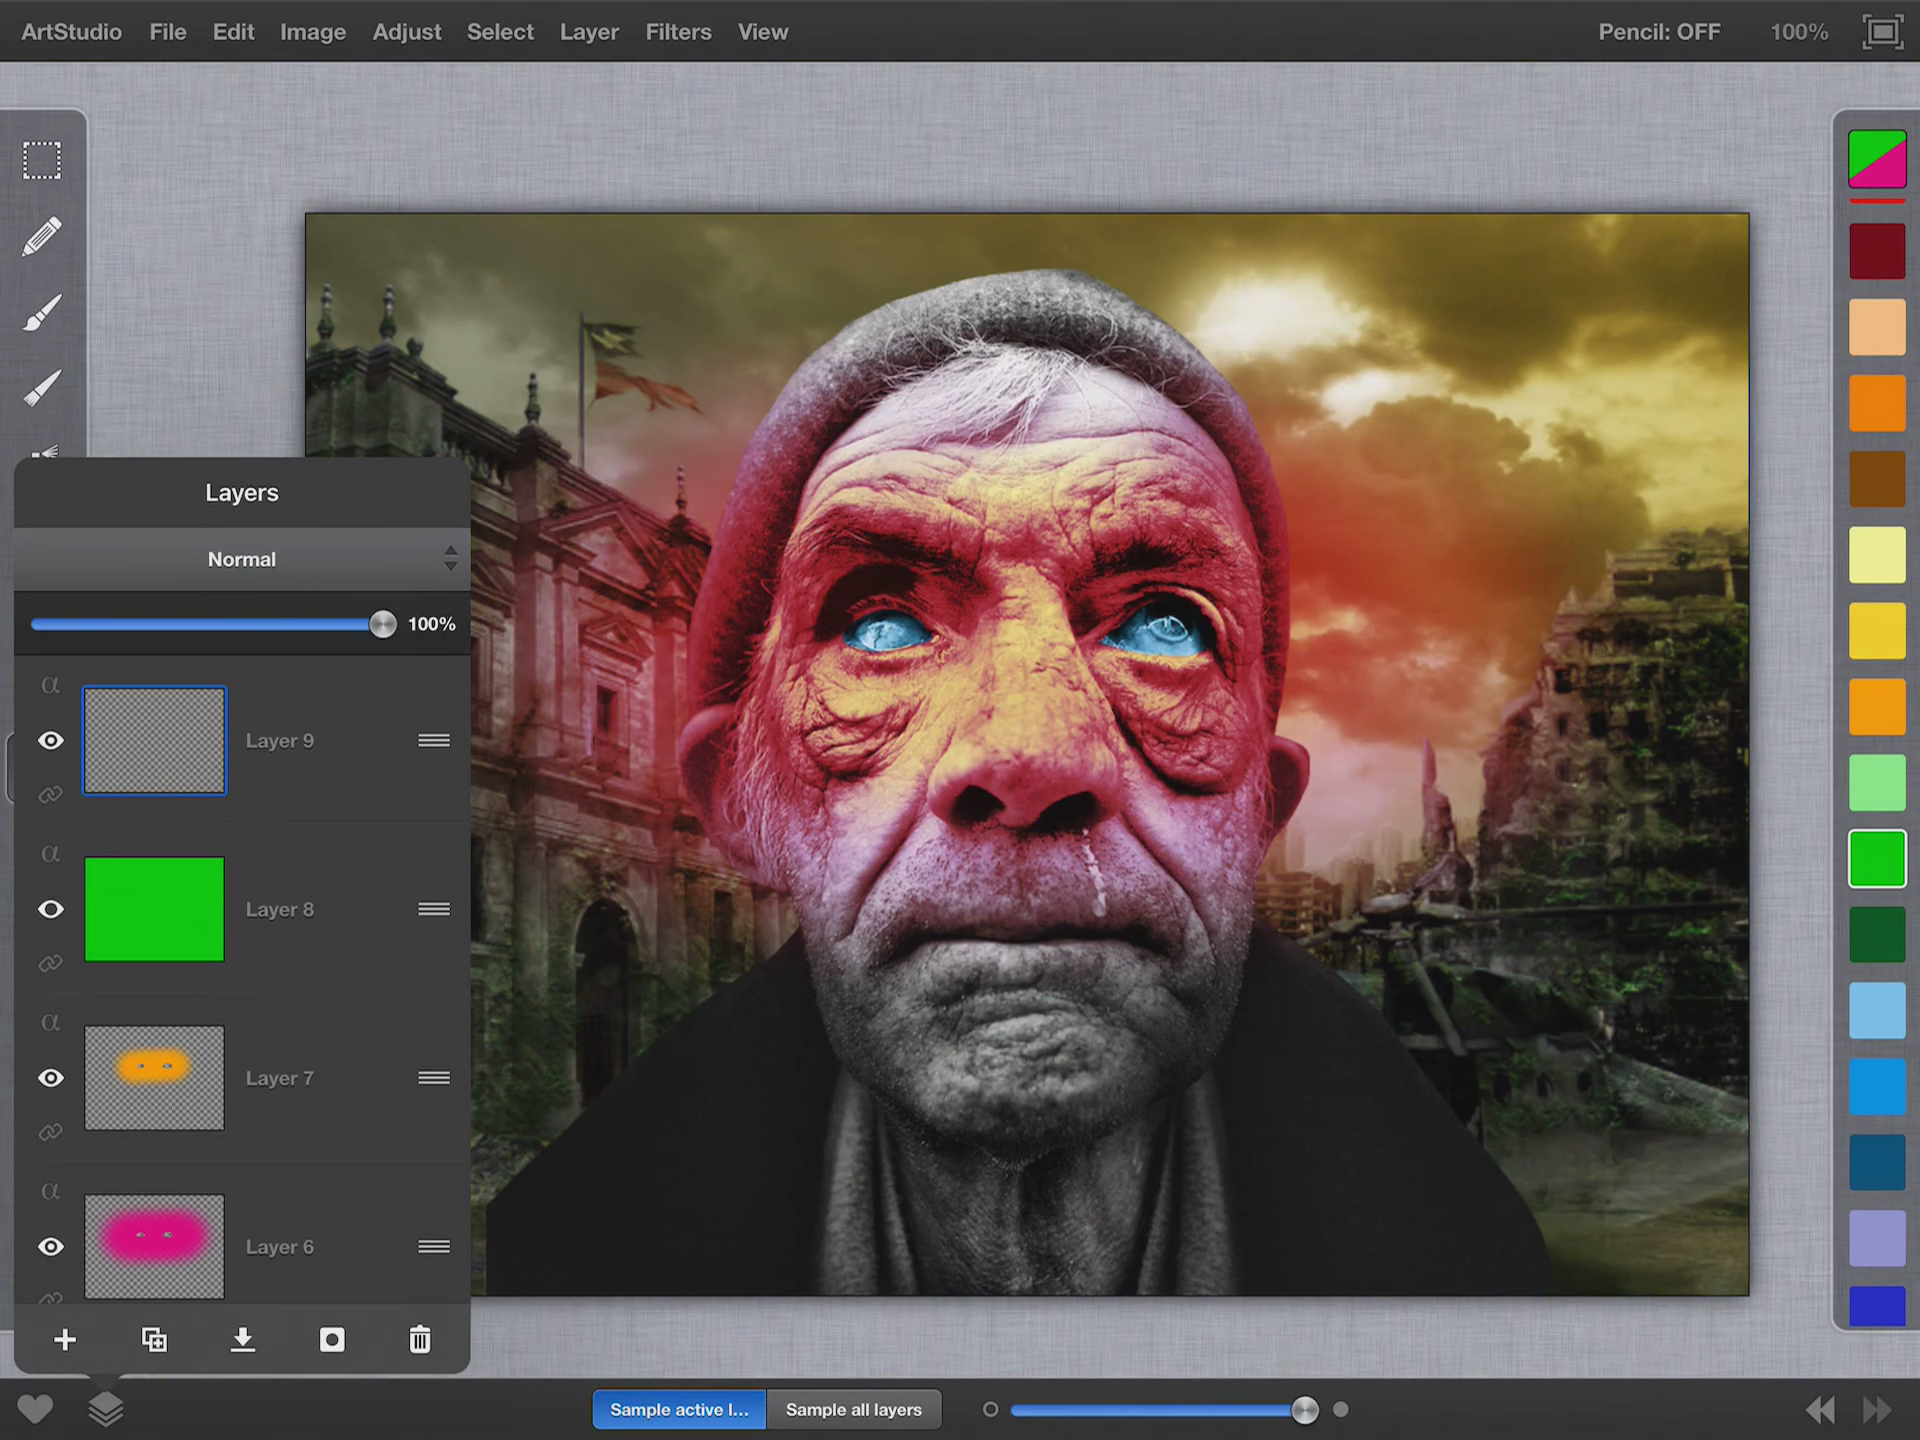 ArtStudio File Edit Image Adjust Select Layer Filters View Pencil: OFF 100%
Layers
Normal
100%
α
Layer 9
α
Layer 8
α
Layer 7
α
Layer 6
Sample active l... Sample all layers